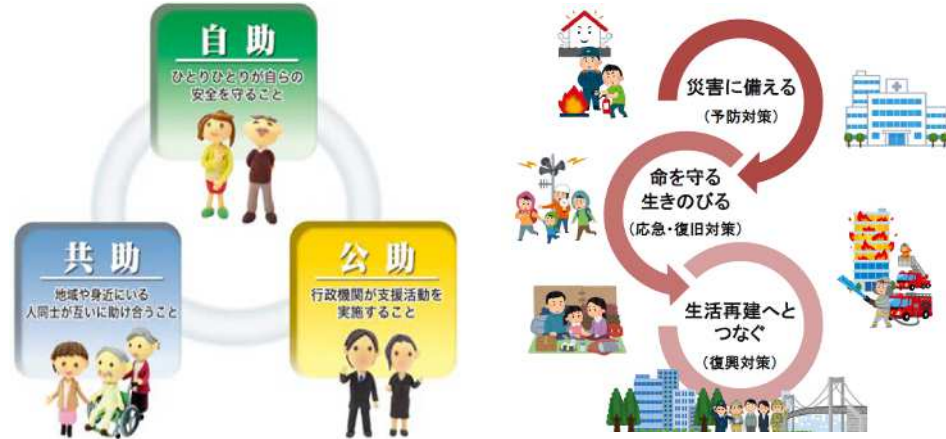 自助
ひとりひとりが自らの
安全を守ること
共助
地域や身近にいる
人同士が互いに助け合うこと
公助
行政機関が支援活動を
実施すること
災害に備える
(予防対策)
命を守る
生きのびる
(応急・復旧対策)
生活再建へと
つなぐ
(復興対策)